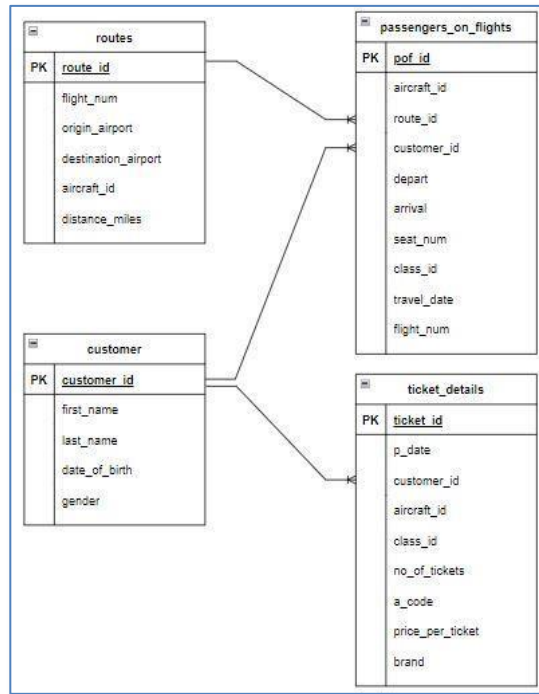 routes
PK route_id
flight_num
origin_airport
destination_airport
aircraft_id
distance_miles
passengers_on_flights
PK pof_id
aircraft_id
route_id
customer_id
depart
arrival
seat_num
class_id
travel_date
flight_num
customer
PK customer_id
first_name
last_name
date_of_birth
gender
ticket_details
PK ticket_id
p_date
customer_id
aircraft_id
class_id
no_of_tickets
a_code
price_per_ticket
brand